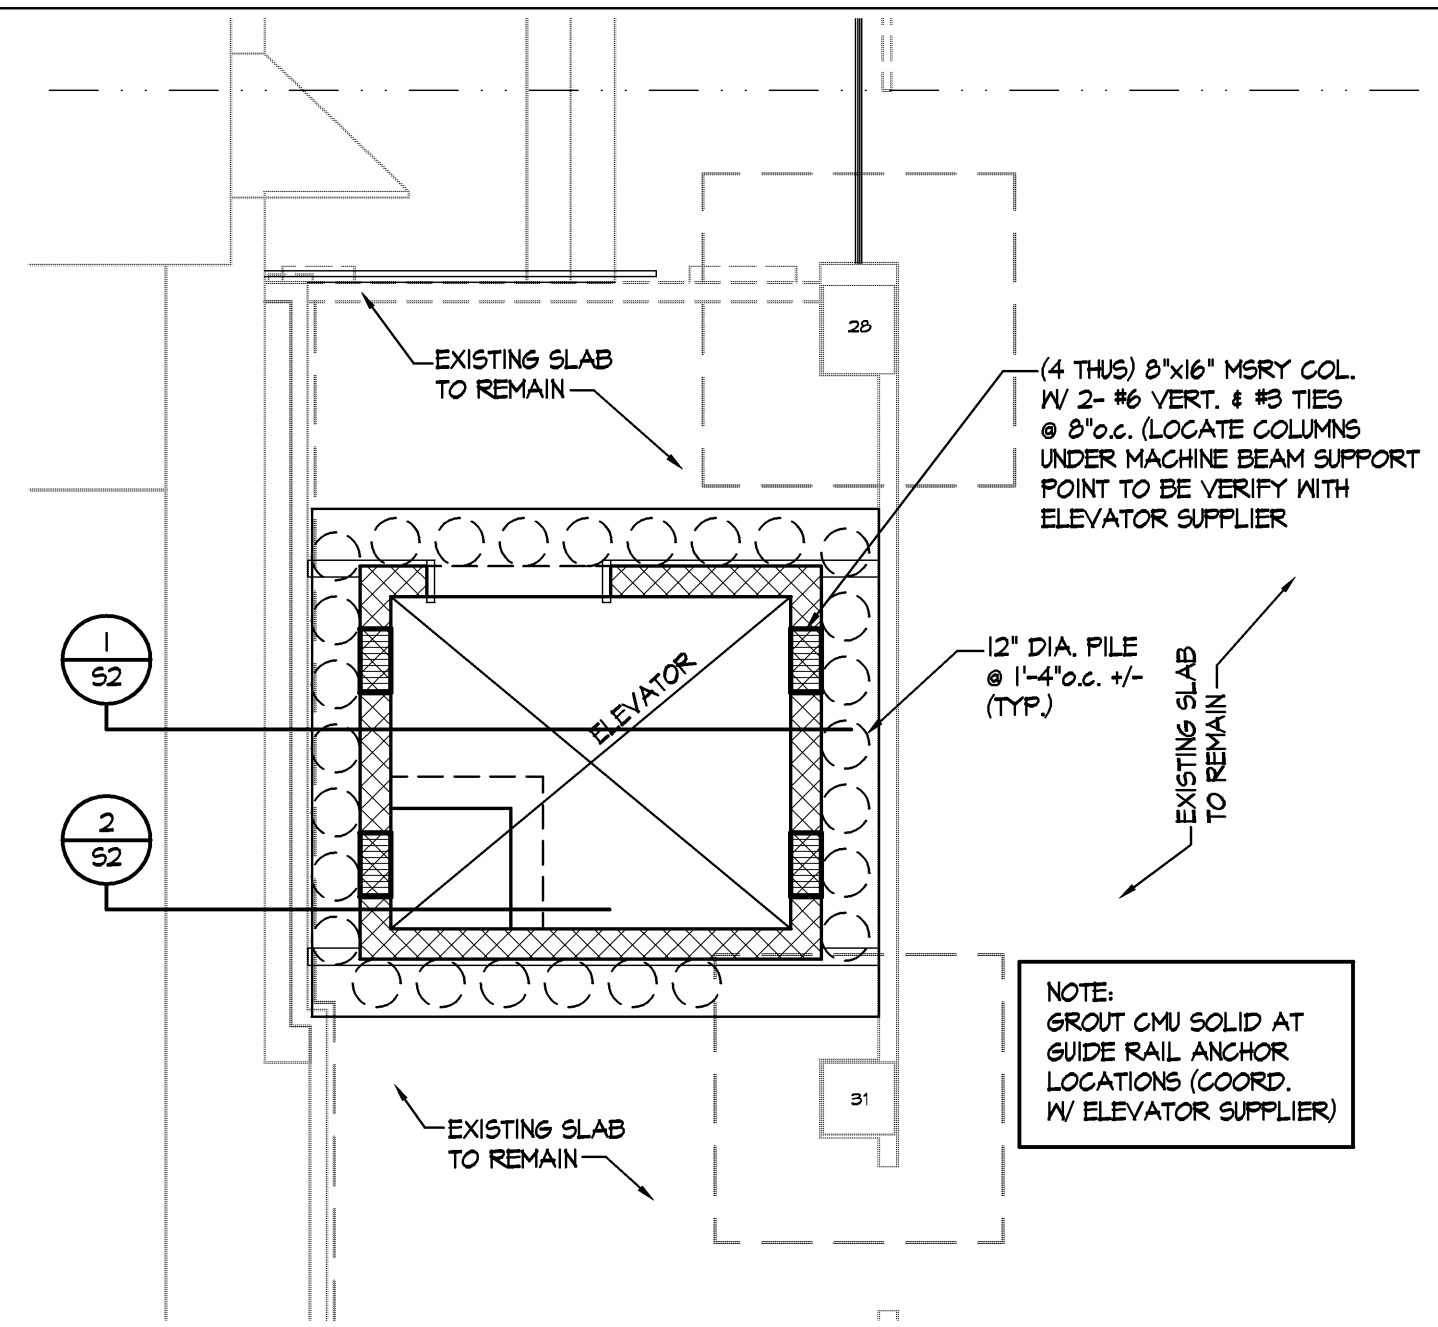 28
EXISTING SLAB
TO REMAIN
(4 THUS) 8"x16" MSRY COL.
W/ 2- #6 VERT. & #3 TIES
@ 8"o.c. (LOCATE COLUMNS
UNDER MACHINE BEAM SUPPORT
POINT TO BE VERIFY WITH
ELEVATOR SUPPLIER
1
S2
ELEVATOR
12" DIA. PILE
@ 1'-4"o.c. +/-
(TYP.)
EXISTING SLAB
TO REMAIN
2
S2
NOTE:
GROUT CMU SOLID AT
GUIDE RAIL ANCHOR
LOCATIONS (COORD.
W/ ELEVATOR SUPPLIER)
31
EXISTING SLAB
TO REMAIN